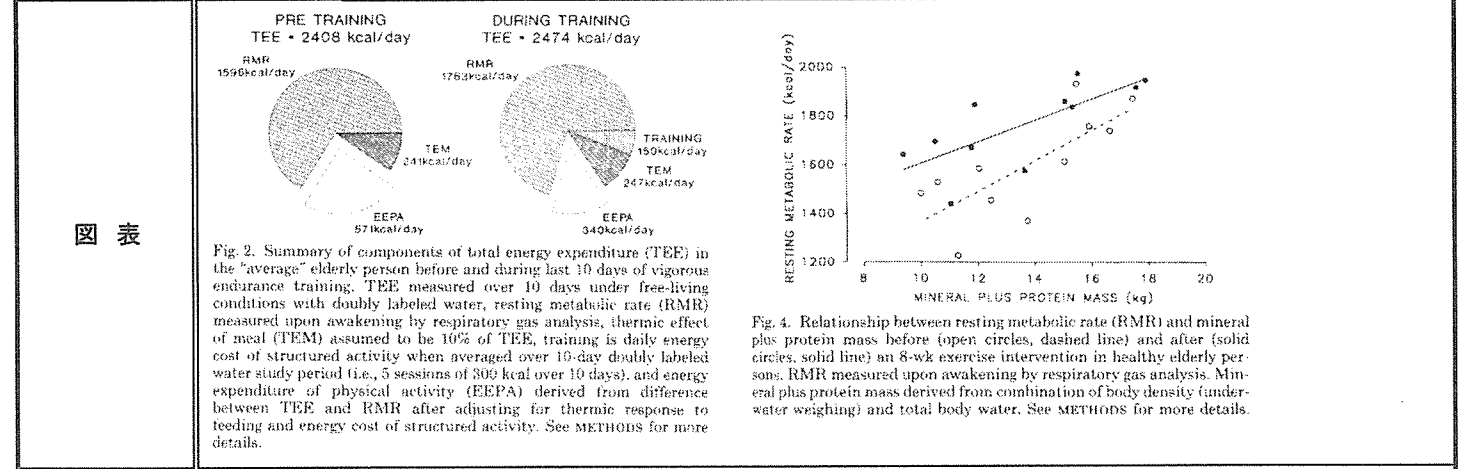 図 表
PRE TRAINING
TEE • 2408 kcal/day
RMR
1596kcal/day
TEM
241kcal/day
EEPA
571kcal/day
DURING TRAINING
TEE • 2474 kcal/day
RMR
1763kcal/day
TRAINING
150kcal/day
TEM
247kcal/day
EEPA
340kcal/day
Fig. 2. Summary of components of total energy expenditure (TEE) in
the "average" elderly person before and during last 10 days of vigorous
endurance training. TEE measured over 10 days under free-living
conditions with doubly labeled water, resting metabolic rate (RMR)
measured upon awakening by respiratory gas analysis, thermic effect
of meal (TEM) assumed to be 10% of TEE, training is daily energy
cost of structured activity when averaged over 10-day doubly labeled
water study period (i.e., 5 sessions of 300 kcal over 10 days), and energy
expenditure of physical activity (EEPA) derived from difference
between TEE and RMR after adjusting for thermic response to
feeding and energy cost of structured activity. See METHODS for more
details.
RESTING METABOLIC RATE (kcal/day)
2000
1800
1600
1400
1200
8 10 12 14 16 18 20
MINERAL PLUS PROTEIN MASS (kg)
Fig. 4. Relationship between resting metabolic rate (RMR) and mineral
plus protein mass before (open circles, dashed line) and after (solid
circles, solid line) an 8-wk exercise intervention in healthy elderly per-
sons. RMR measured upon awakening by respiratory gas analysis. Min-
eral plus protein mass derived from combination of body density (under-
water weighing) and total body water. See METHODS for more details.